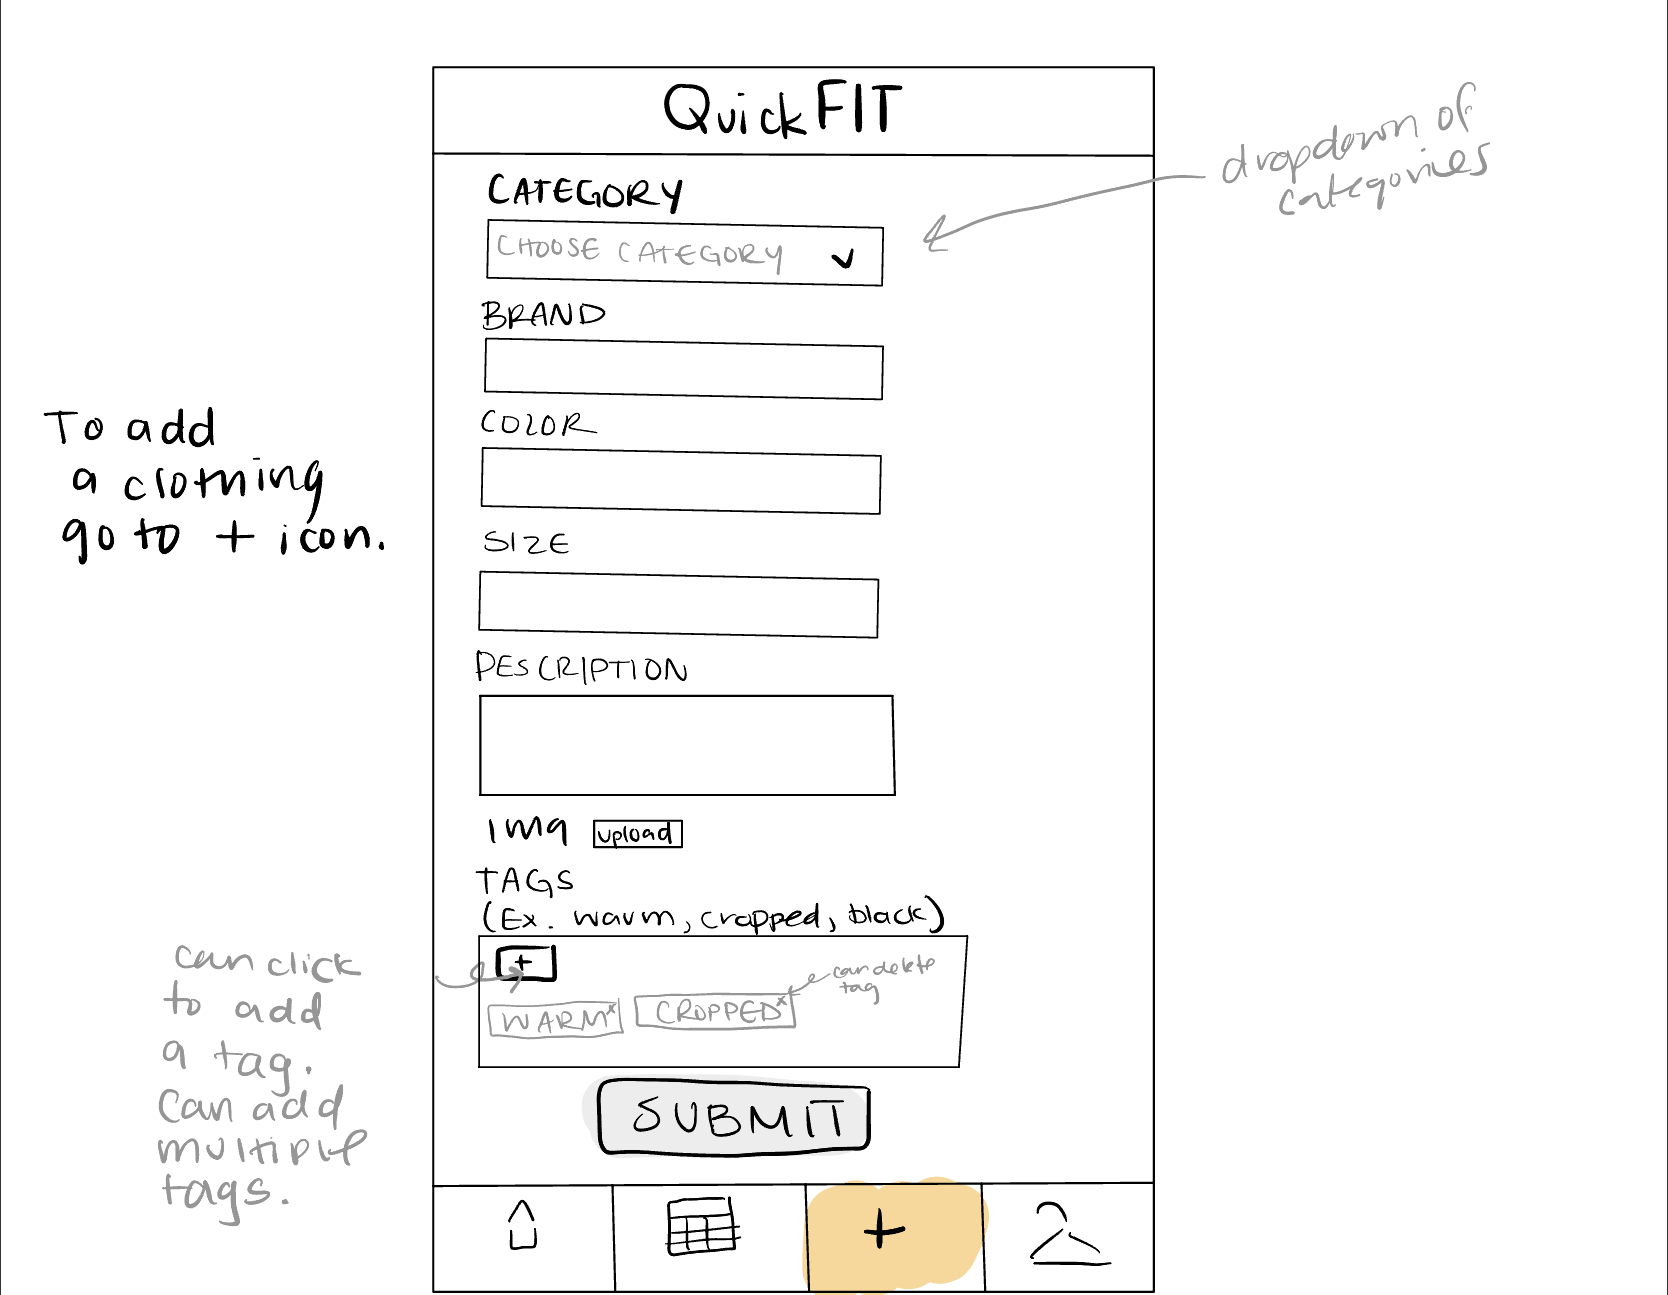 QuickFIT
dropdown of
categories
CATEGORY
CHOOSE CATEGORY
BRAND
COLOR
SIZE
DESCRIPTION
img upload
TAGS
(Ex. warm, cropped, black)
+
can delete
tag
WARM x CROPPED x
SUBMIT
+
To add
a clothing
go to + icon.
can click
to add
a tag.
Can add
multiple
tags.